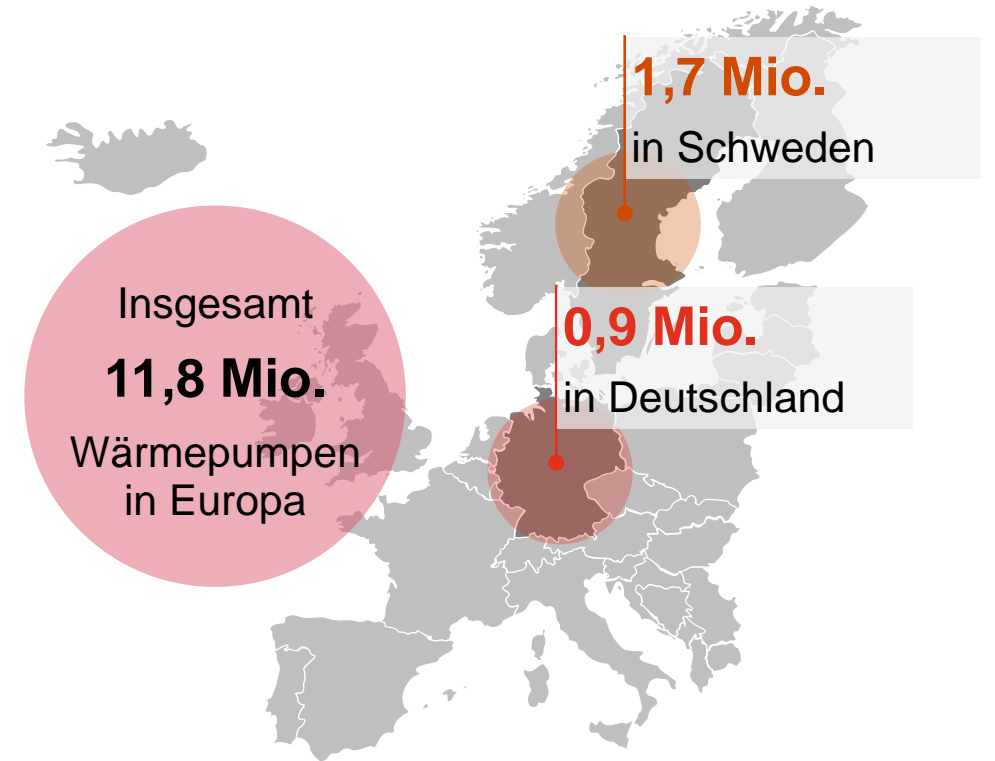 1,7 Mio.
in Schweden
Insgesamt
11,8 Mio.
Wärmepumpen
in Europa
0,9 Mio.
in Deutschland